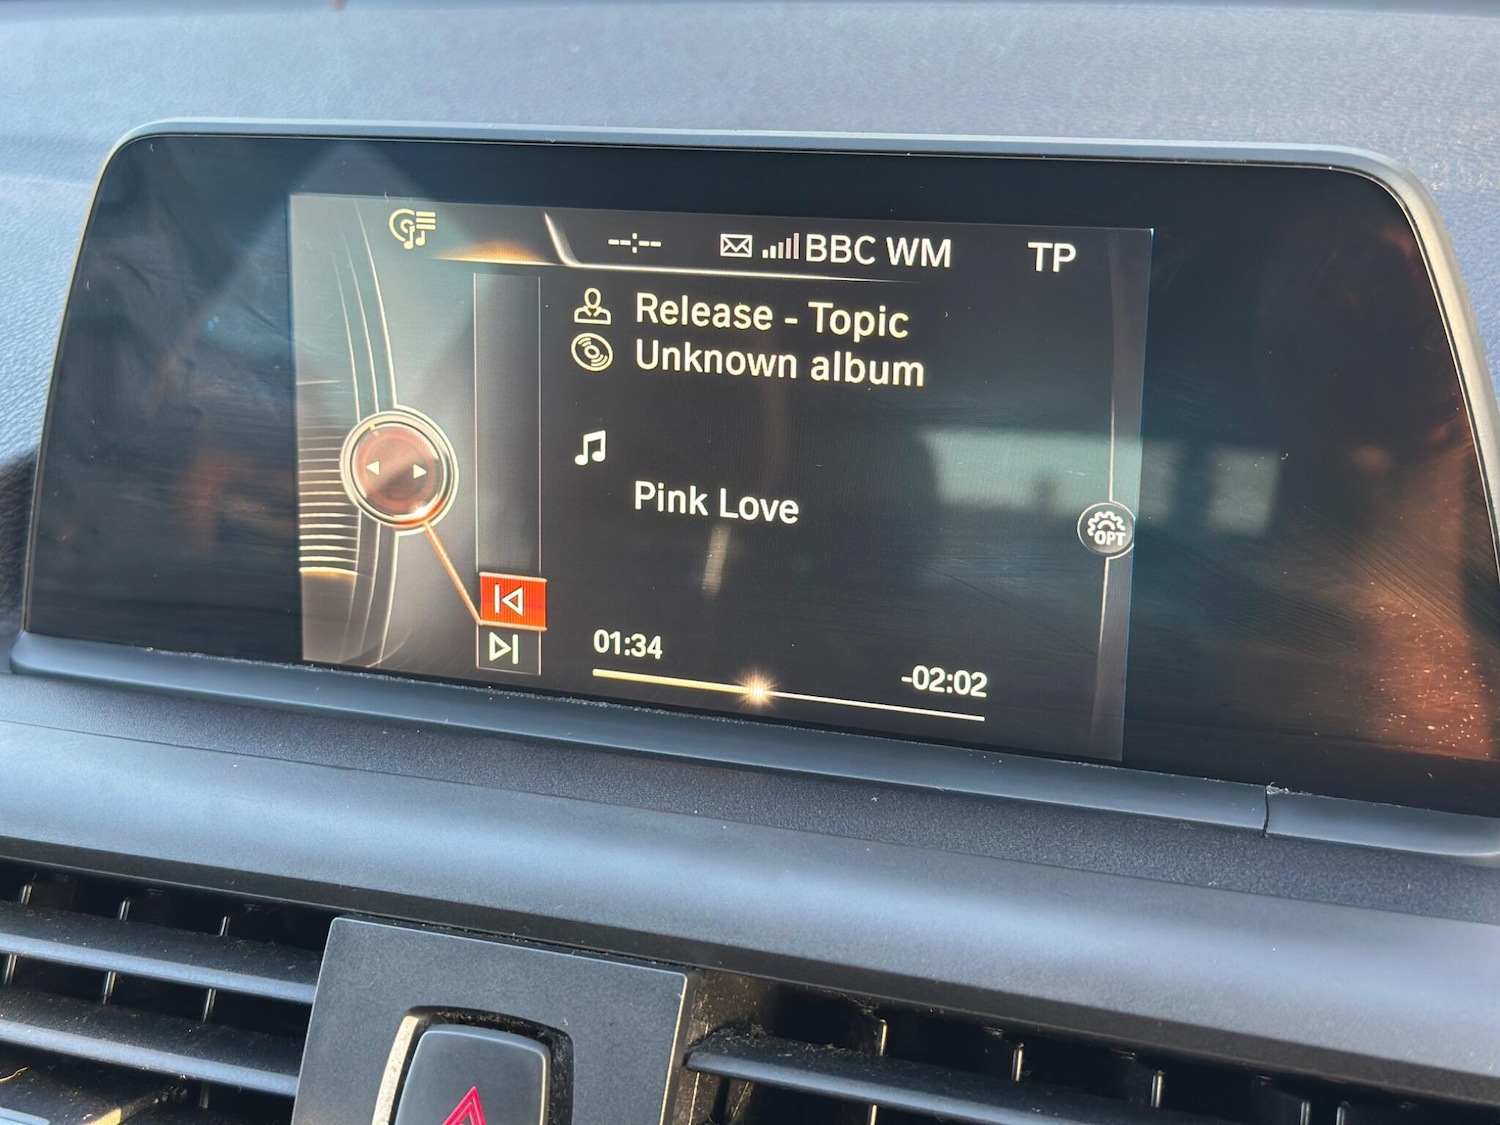 --:-- BBC WM TP
Release - Topic
Unknown album
Pink Love
OPT
01:34
-02:02